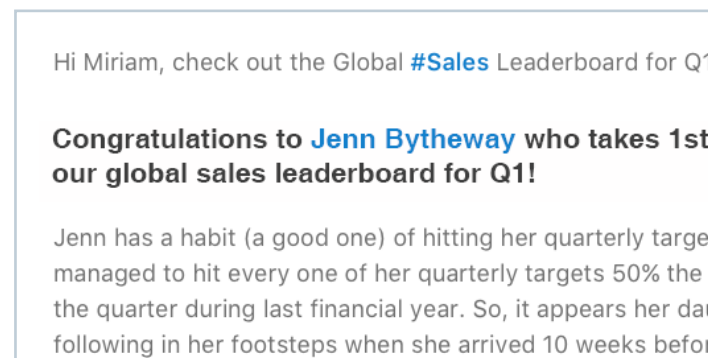 Hi Miriam, check out the Global #Sales Leaderboard for Q1
Congratulations to Jenn Bytheway who takes 1st
our global sales leaderboard for Q1!
Jenn has a habit (a good one) of hitting her quarterly
managed to hit every one of her quarterly targets 50% the
the quarter during last financial year. So, it appears her
following in her footsteps when she arrived 10 weeks